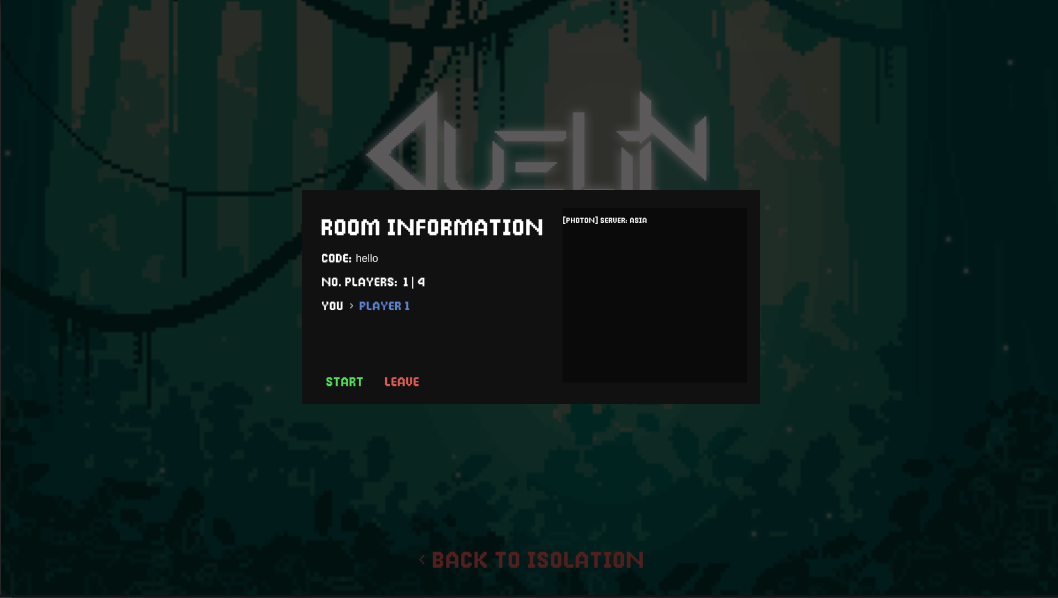 DUELIN
ROOM INFORMATION
[PHOTON] SERVER: ASIA
CODE: hello
NO. PLAYERS: 1 | 4
YOU > PLAYER 1
START LEAVE
< BACK TO ISOLATION